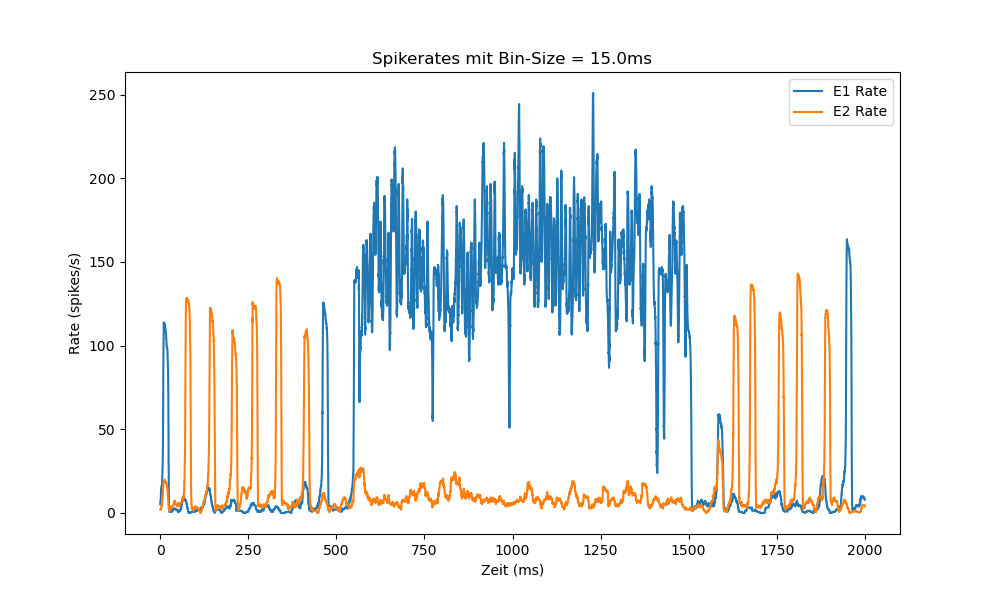 Spikerates mit Bin-Size = 15.0ms
E1 Rate
E2 Rate
250
200
150
100
50
0
Rate (spikes/s)
0 250 500 750 1000 1250 1500 1750 2000
Zeit (ms)